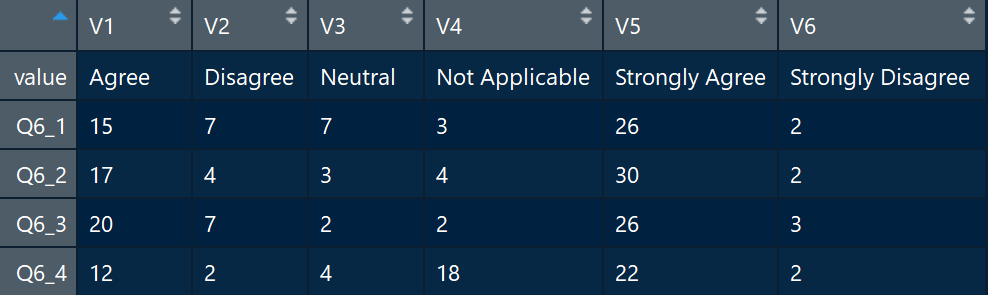 V1 V2 V3 V4 V5 V6
value Agree Disagree Neutral Not Applicable Strongly Agree Strongly Disagree
Q6_1 15 7 7 3 26 2
Q6_2 17 4 3 4 30 2
Q6_3 20 7 2 2 26 3
Q6_4 12 2 4 18 22 2